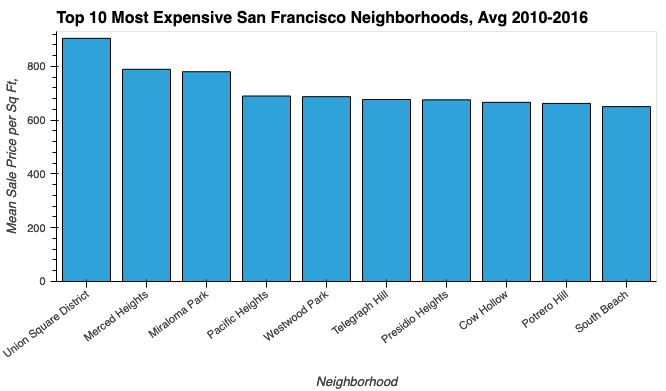 Top 10 Most Expensive San Francisco Neighborhoods, Avg 2010-2016
Mean Sale Price per Sq Ft,
800
600
400
200
0
Union Square District
Merced Heights
Miraloma Park
Pacific Heights
Westwood Park
Telegraph Hill
Presidio Heights
Cow Hollow
Potrero Hill
South Beach
Neighborhood